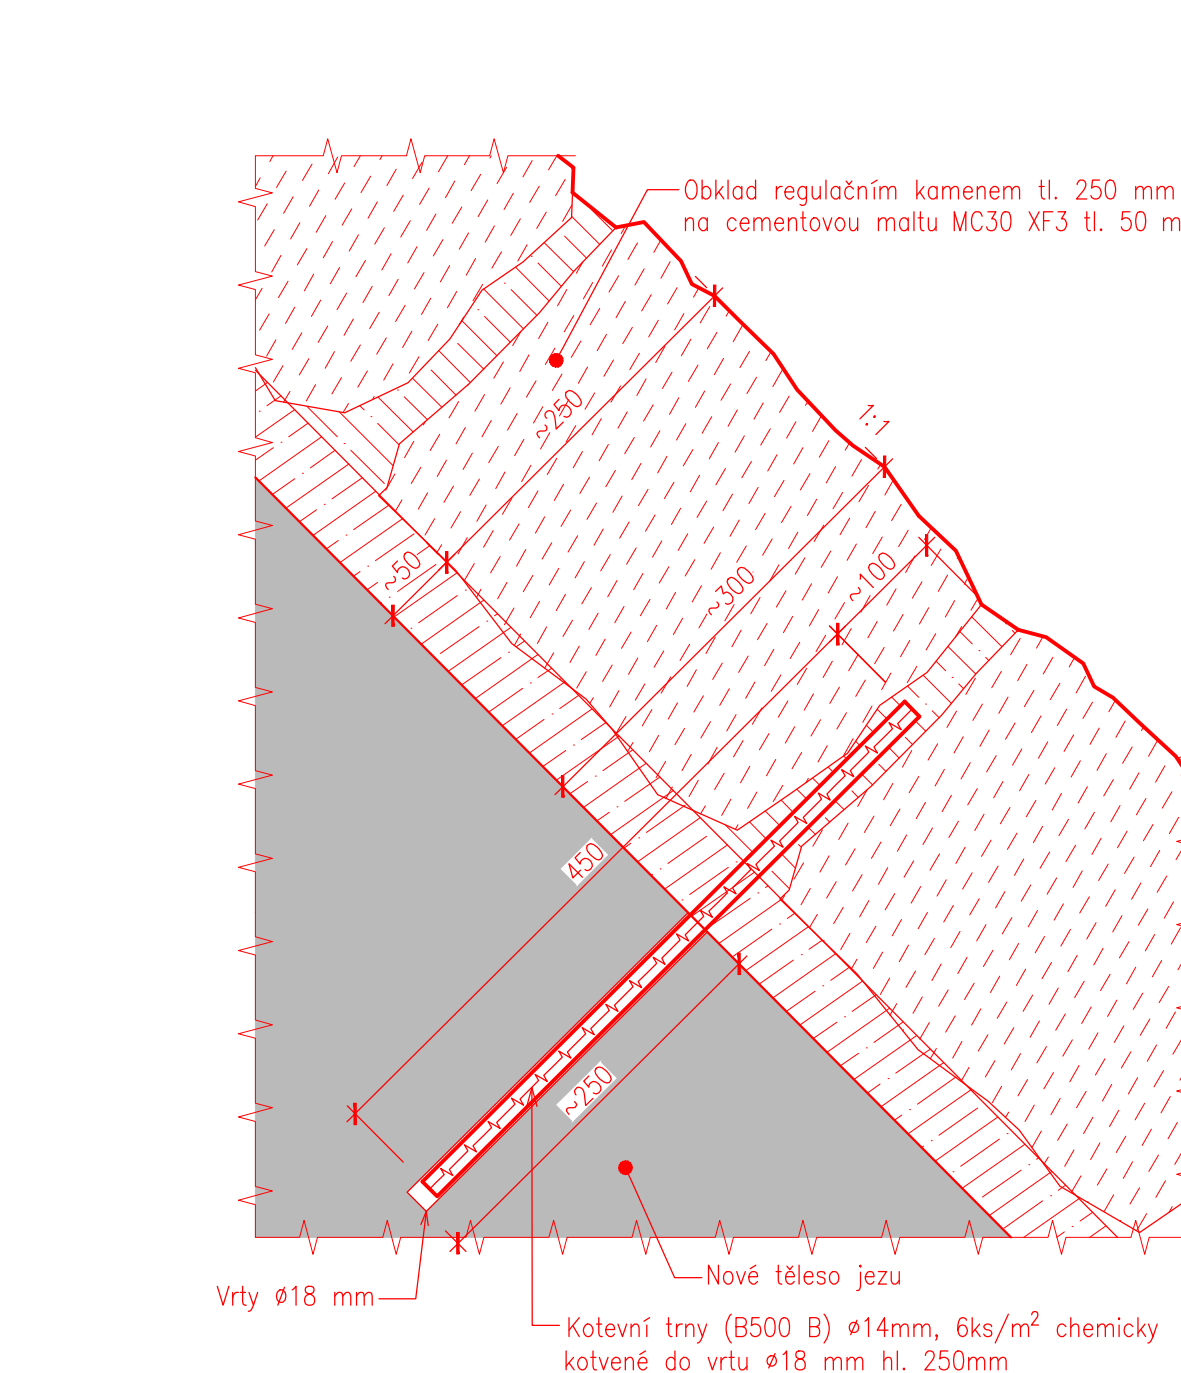 Obklad regulačním kamenem tl. 250 mm
na cementovou maltu MC30 XF3 tl. 50 m
1:1
~250
~50
~300
~100
450
~250
Nové těleso jezu
Vrty ø18 mm
Kotevní trny (B500 B) ø14mm, 6ks/m² chemicky
kotvené do vrtu ø18 mm hl. 250mm